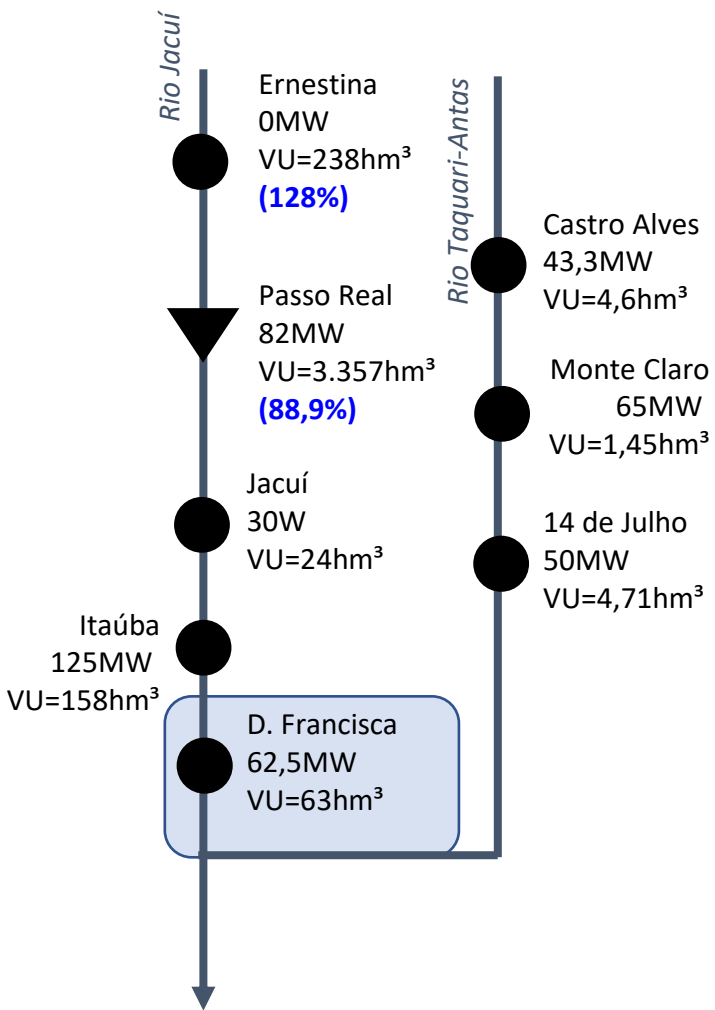 Rio Jacuí
Ernestina
0MW
VU=238hm³
(128%)
Passo Real
82MW
VU=3.357hm³
(88,9%)
Jacuí
30W
VU=24hm³
Itaúba
125MW
VU=158hm³
D. Francisca
62,5MW
VU=63hm³
Rio Taquari-Antas
Castro Alves
43,3MW
VU=4,6hm³
Monte Claro
65MW
VU=1,45hm³
14 de Julho
50MW
VU=4,71hm³